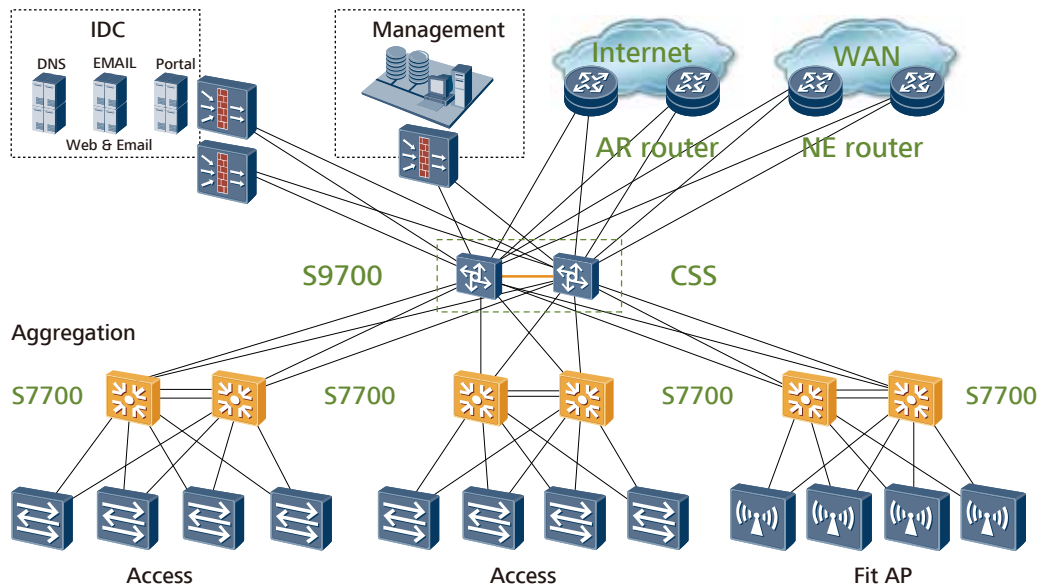 IDC
Management
Internet
WAN
DNS
EMAIL
Portal
Web & Email
AR router
NE router
S9700
CSS
Aggregation
S7700
S7700
S7700
S7700
Access
Access
Fit AP